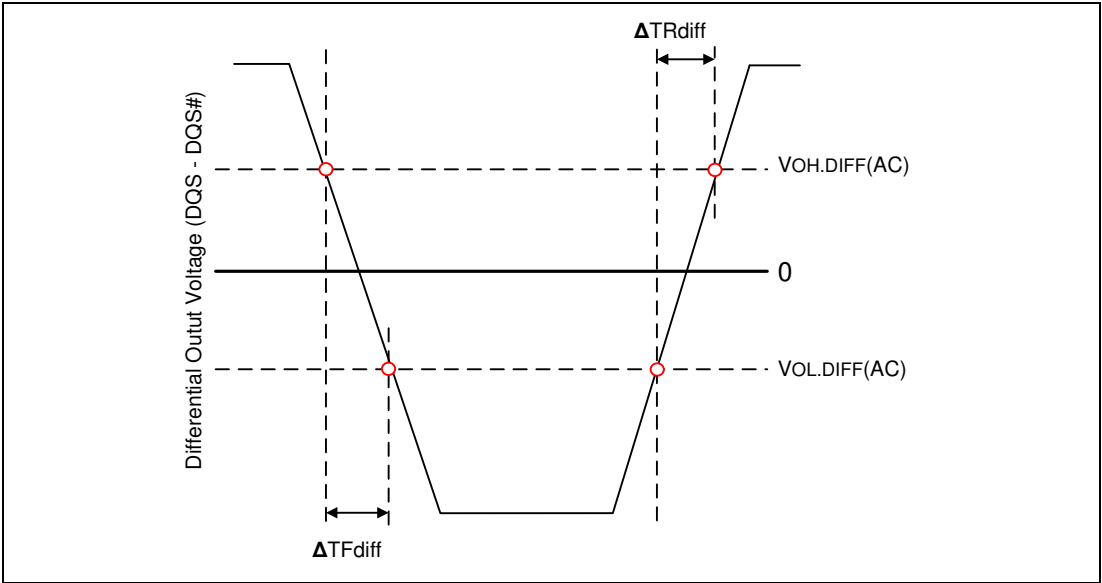 ΔTRdiff
Differential Outut Voltage (DQS - DQS#)
VOH.DIFF(AC)
0
VOL.DIFF(AC)
ΔTFdiff